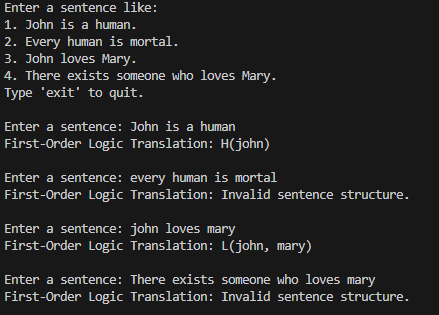 Enter a sentence like:
1. John is a human.
2. Every human is mortal.
3. John loves Mary.
4. There exists someone who loves Mary.
Type 'exit' to quit.
Enter a sentence: John is a human
First-Order Logic Translation: H(john)
Enter a sentence: every human is mortal
First-Order Logic Translation: Invalid sentence structure.
Enter a sentence: john loves mary
First-Order Logic Translation: L(john, mary)
Enter a sentence: There exists someone who loves mary
First-Order Logic Translation: Invalid sentence structure.